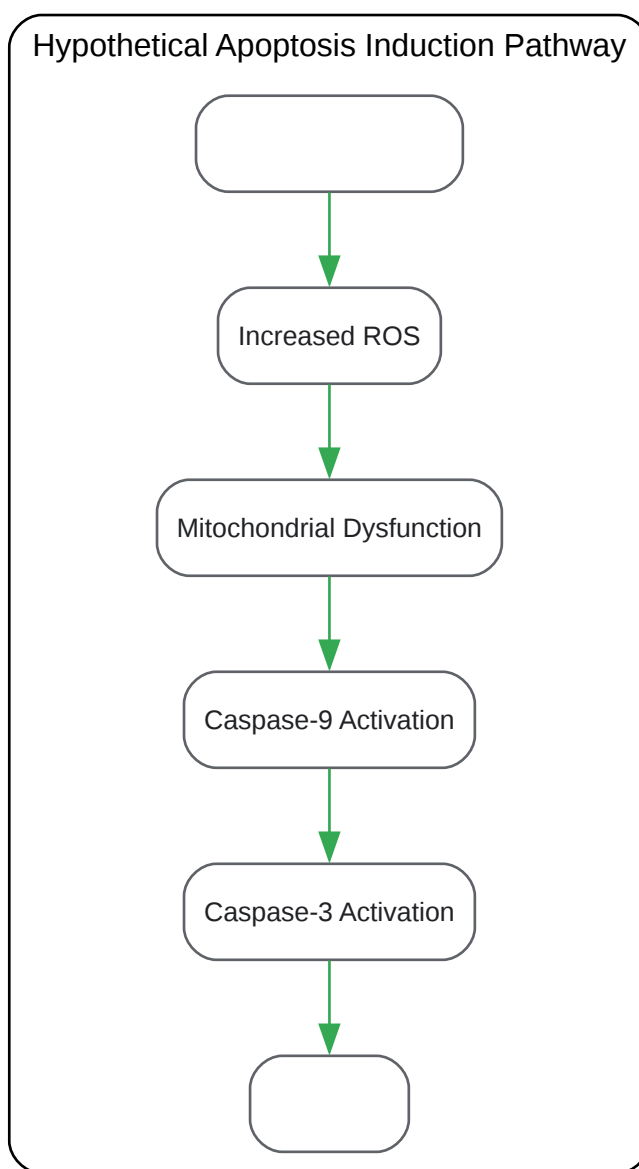 Hypothetical Apoptosis Induction Pathway
Increased ROS
Mitochondrial Dysfunction
Caspase-9 Activation
Caspase-3 Activation